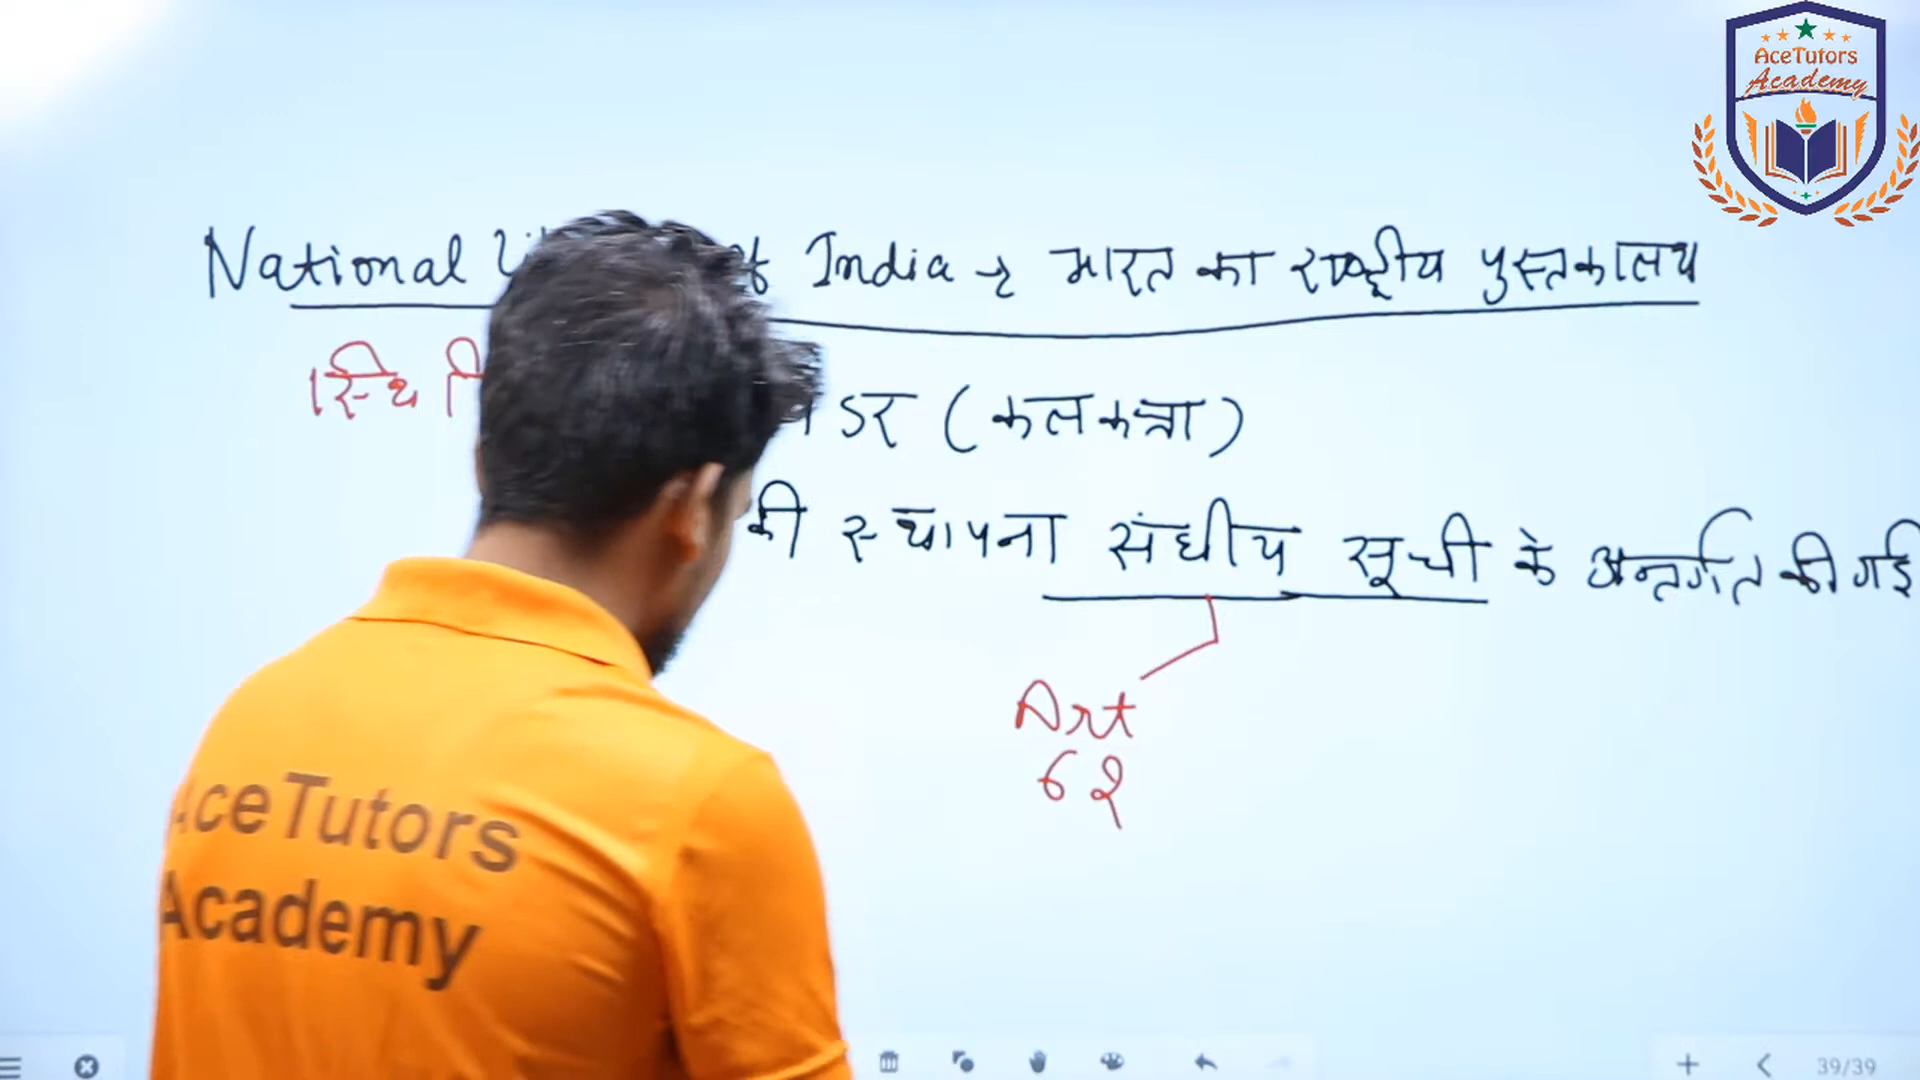 AceTutors
Academy
National of India → भारत का राष्ट्रीय पुस्तकालय
स्थि (कलकत्ता)
की स्थापना संघीय सूची के अन्तर्गत की गई
Art
62
AceTutors
Academy
39/39